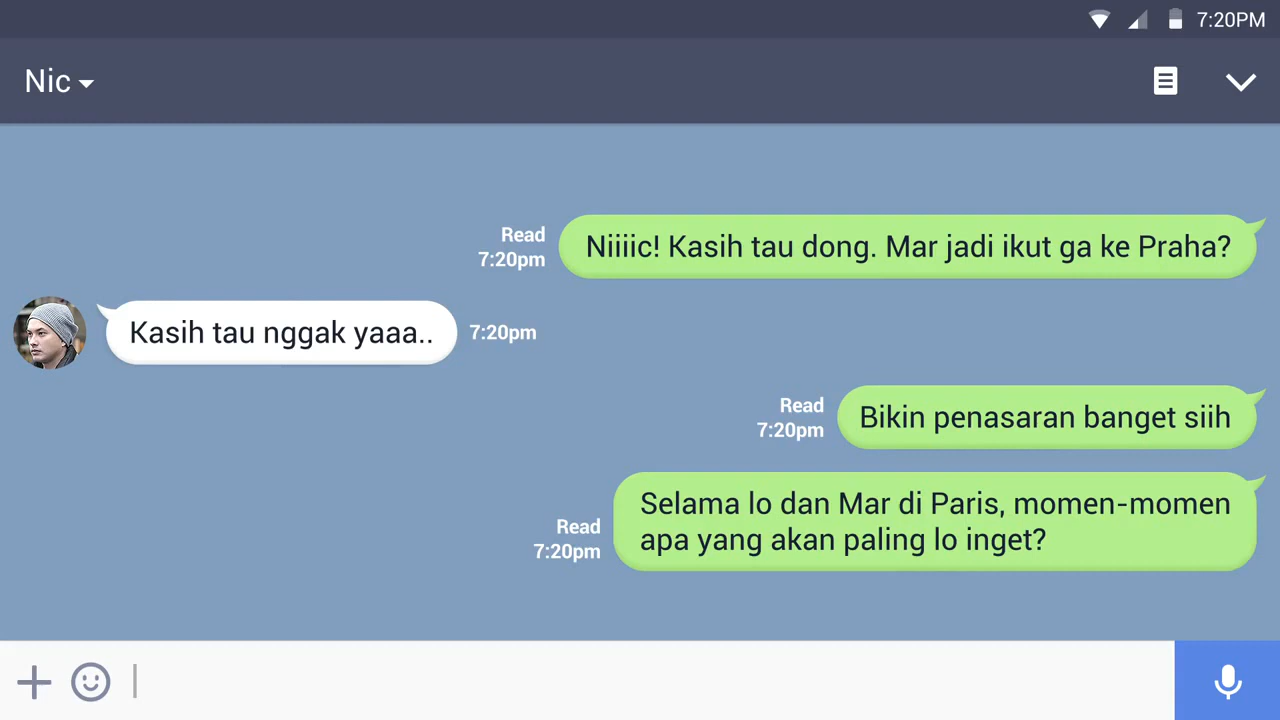 7:20PM
Nic
Read
7:20pm
Niiiic! Kasih tau dong. Mar jadi ikut ga ke Praha?
Kasih tau nggak yaaa..
7:20pm
Read
7:20pm
Bikin penasaran banget siih
Selama lo dan Mar di Paris, momen-momen
apa yang akan paling lo inget?
Read
7:20pm